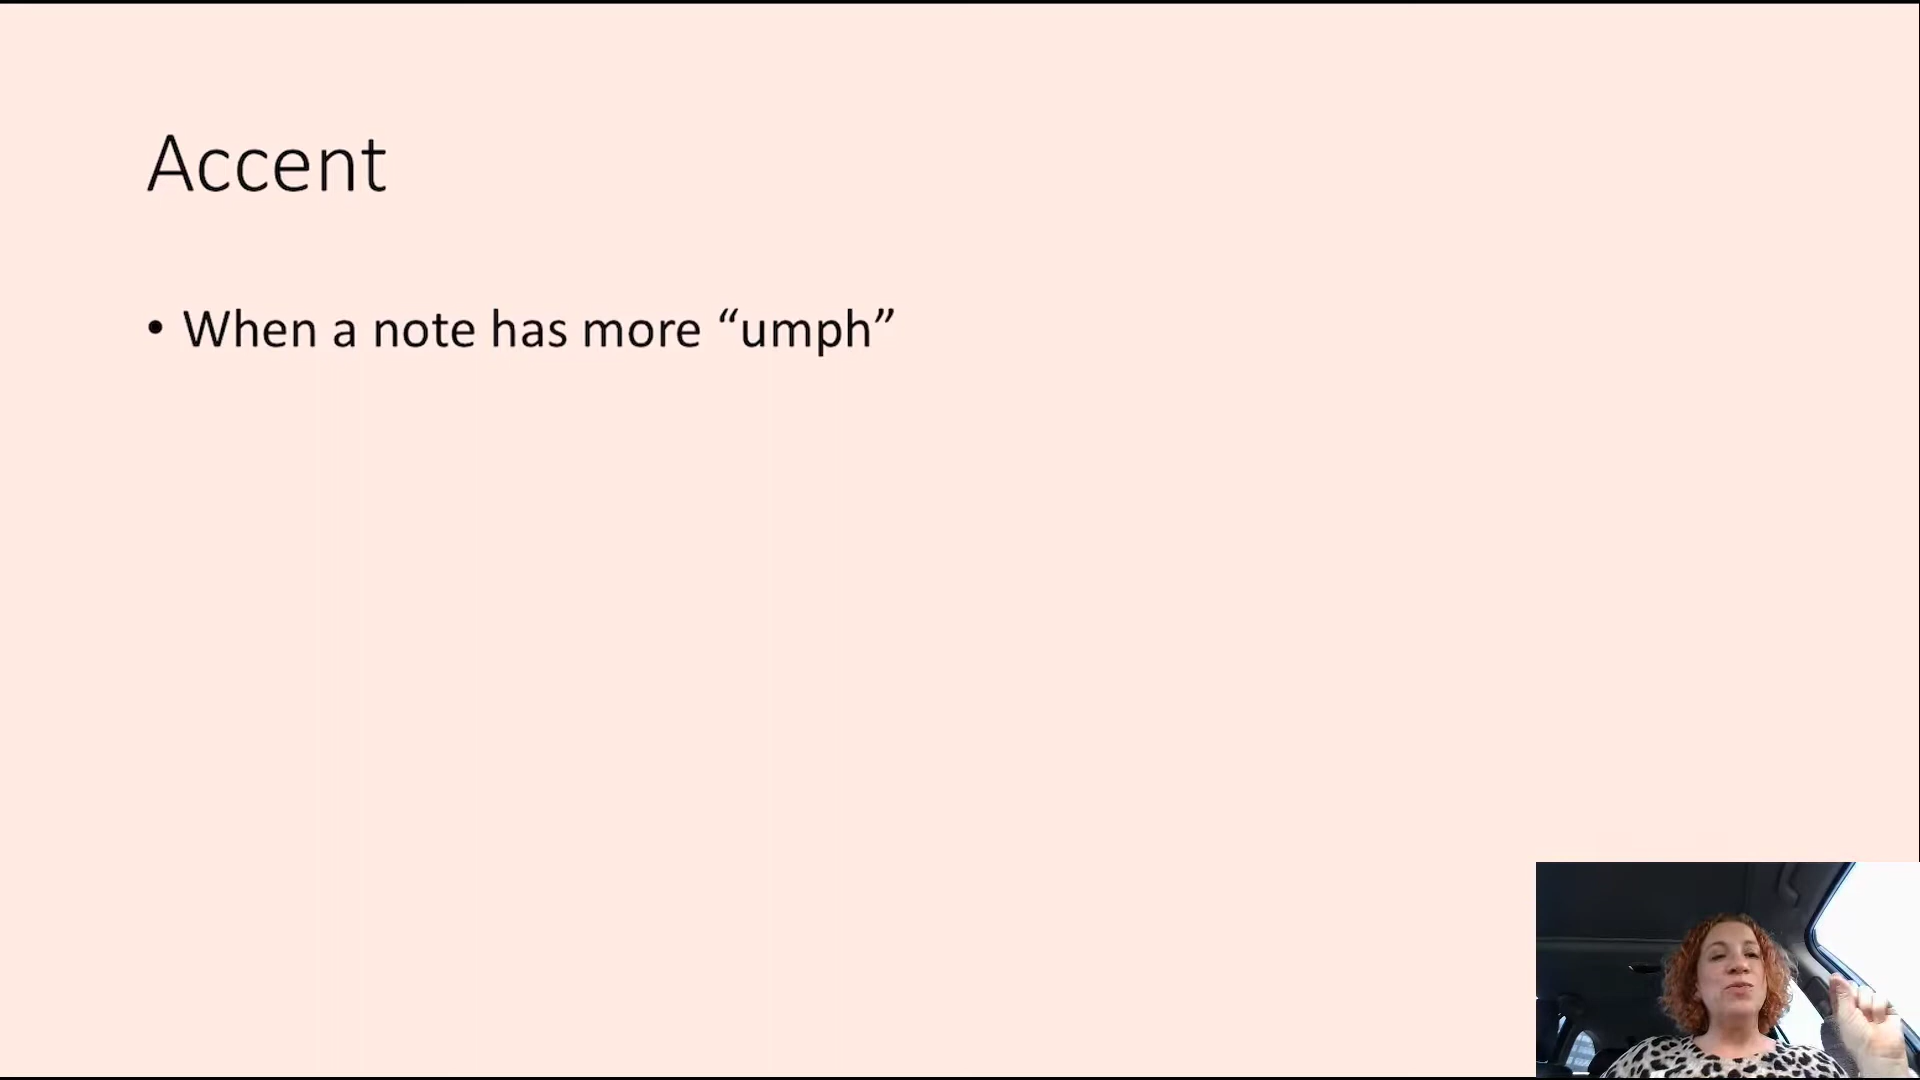 Accent
• When a note has more “umph”